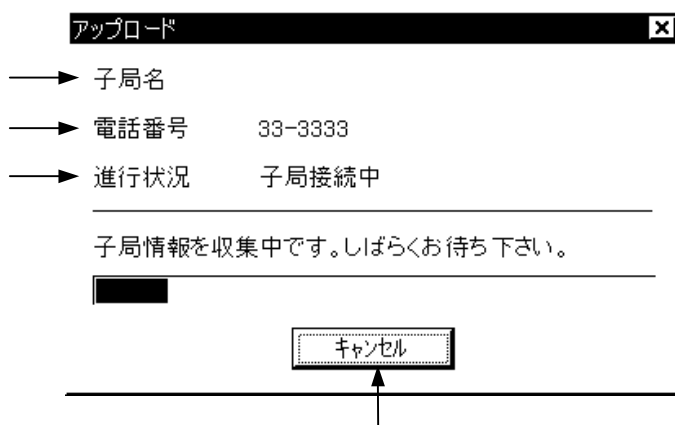 アップロード
子局名
電話番号 33-3333
進行状況 子局接続中
子局情報を収集中です。しばらくお待ち下さい。
キャンセル